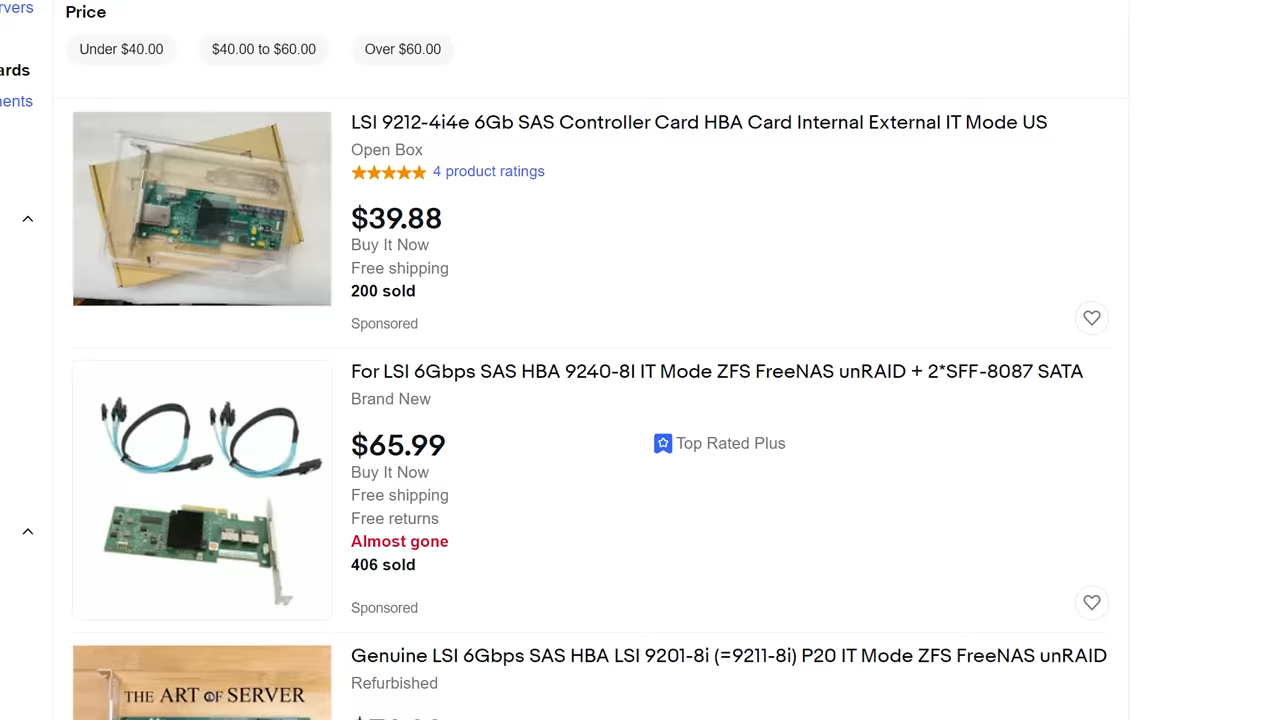 rvers
Price
Under $40.00
$40.00 to $60.00
Over $60.00
ards
nents
LSI 9212-4i4e 6Gb SAS Controller Card HBA Card Internal External IT Mode US
Open Box
4 product ratings
$39.88
Buy It Now
Free shipping
200 sold
Sponsored
For LSI 6Gbps SAS HBA 9240-8I IT Mode ZFS FreeNAS unRAID + 2*SFF-8087 SATA
Brand New
$65.99
Top Rated Plus
Buy It Now
Free shipping
Free returns
Almost gone
406 sold
Sponsored
THE ART OF SERVER
Genuine LSI 6Gbps SAS HBA LSI 9201-8i (=9211-8i) P20 IT Mode ZFS FreeNAS unRAID
Refurbished